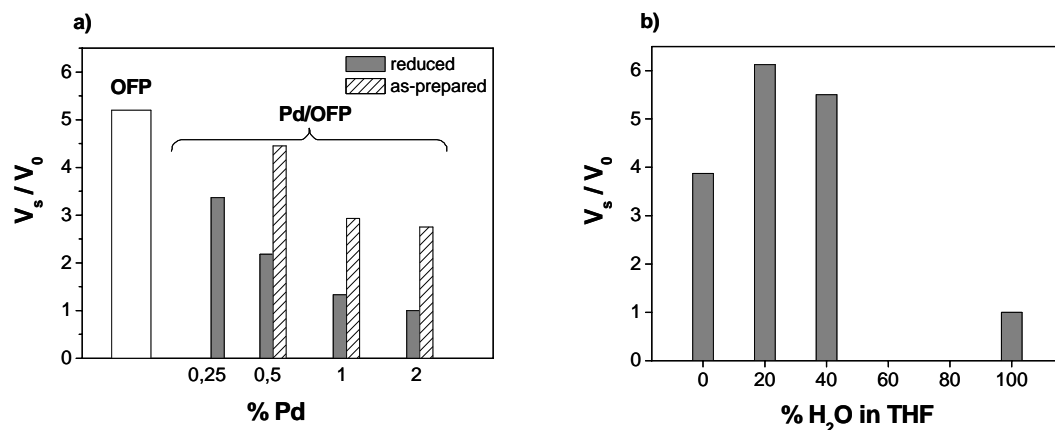 a)
reduced
as-prepared
OFP
Pd/OFP
6
5
4
3
2
1
0
Vs / V0
0,25 0,5 1 2
% Pd
b)
6
5
4
3
2
1
0
Vs / V0
0 20 40 60 80 100
% H2O in THF